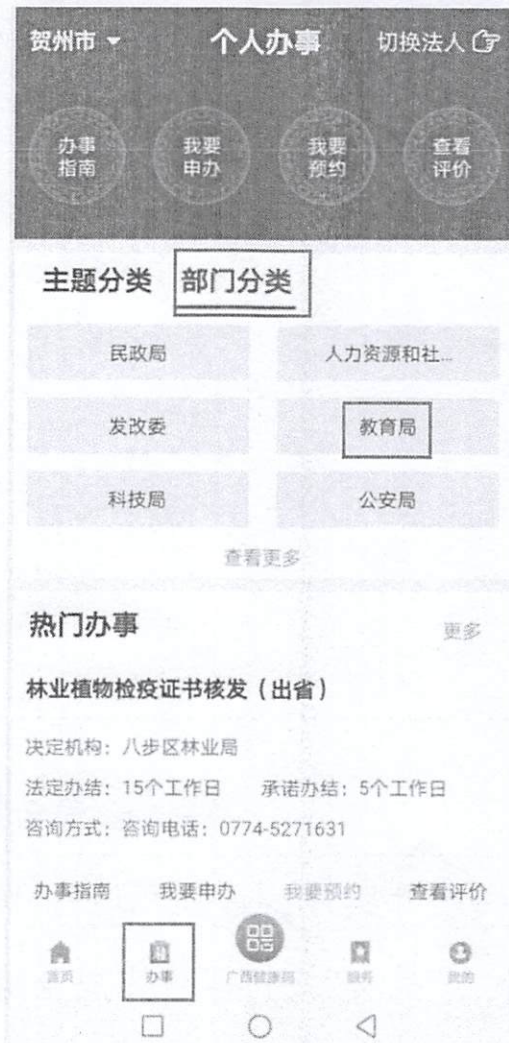 贺州市 个人办事 切换法人
办事指南 我要申办 我要预约 查看评价
主题分类 部门分类
民政局 人力资源和社...
发改委 教育局
科技局 公安局
查看更多
热门办事 更多
林业植物检疫证书核发（出省）
决定机构：八步区林业局
法定办结：15个工作日 承诺办结：5个工作日
咨询方式：咨询电话：0774-5271631
办事指南 我要申办 我要预约 查看评价
首页 办事 广西健康码 服务 我的